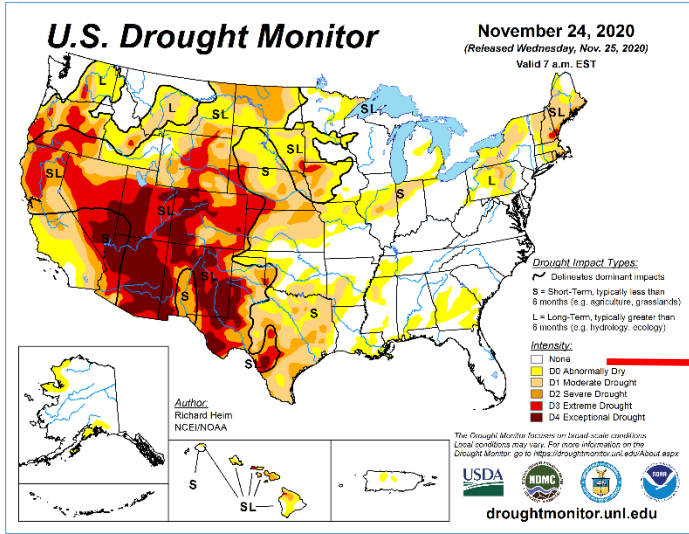 U.S. Drought Monitor
November 24, 2020
(Released Wednesday, Nov. 25, 2020)
Valid 7 a.m. EST
L
L
SL
SL
SL
SL
S
S
SL
L
S
SL
S
SL
S
S
SL
Drought Impact Types:
Delineates dominant impacts
S = Short-Term, typically less than
6 months (e.g. agriculture, grasslands)
L = Long-Term, typically greater than
6 months (e.g. hydrology, ecology)
Intensity:
None
D0 Abnormally Dry
D1 Moderate Drought
D2 Severe Drought
D3 Extreme Drought
D4 Exceptional Drought
Author:
Richard Heim
NCEI/NOAA
S
SL
The Drought Monitor focuses on broad-scale conditions.
Local conditions may vary. For more information on the
Drought Monitor, go to https://droughtmonitor.unl.edu/About.aspx
USDA
NDMC
NOAA
droughtmonitor.unl.edu